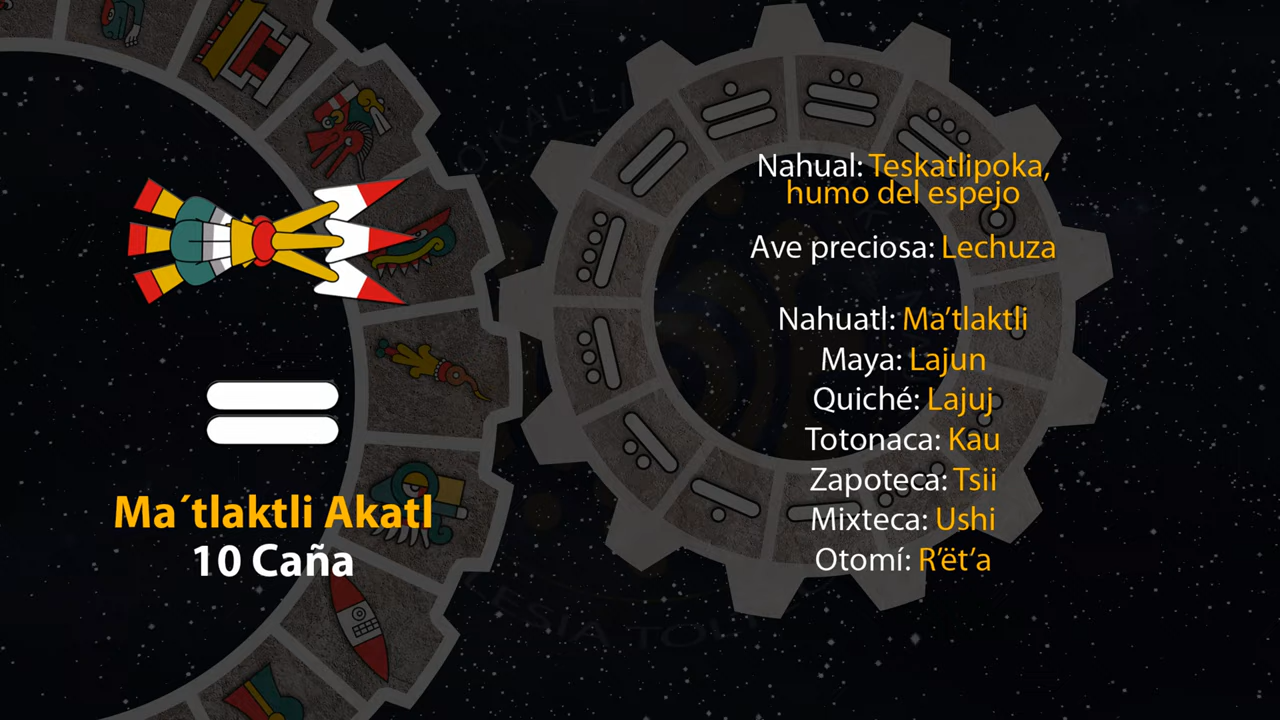 Ma´tlaktli Akatl
10 Caña
Nahual: Teskatlipoka,
humo del espejo
Ave preciosa: Lechuza
Nahuatl: Ma’tlaktli
Maya: Lajun
Quiché: Lajuj
Totonaca: Kau
Zapoteca: Tsii
Mixteca: Ushi
Otomí: R’ët’a